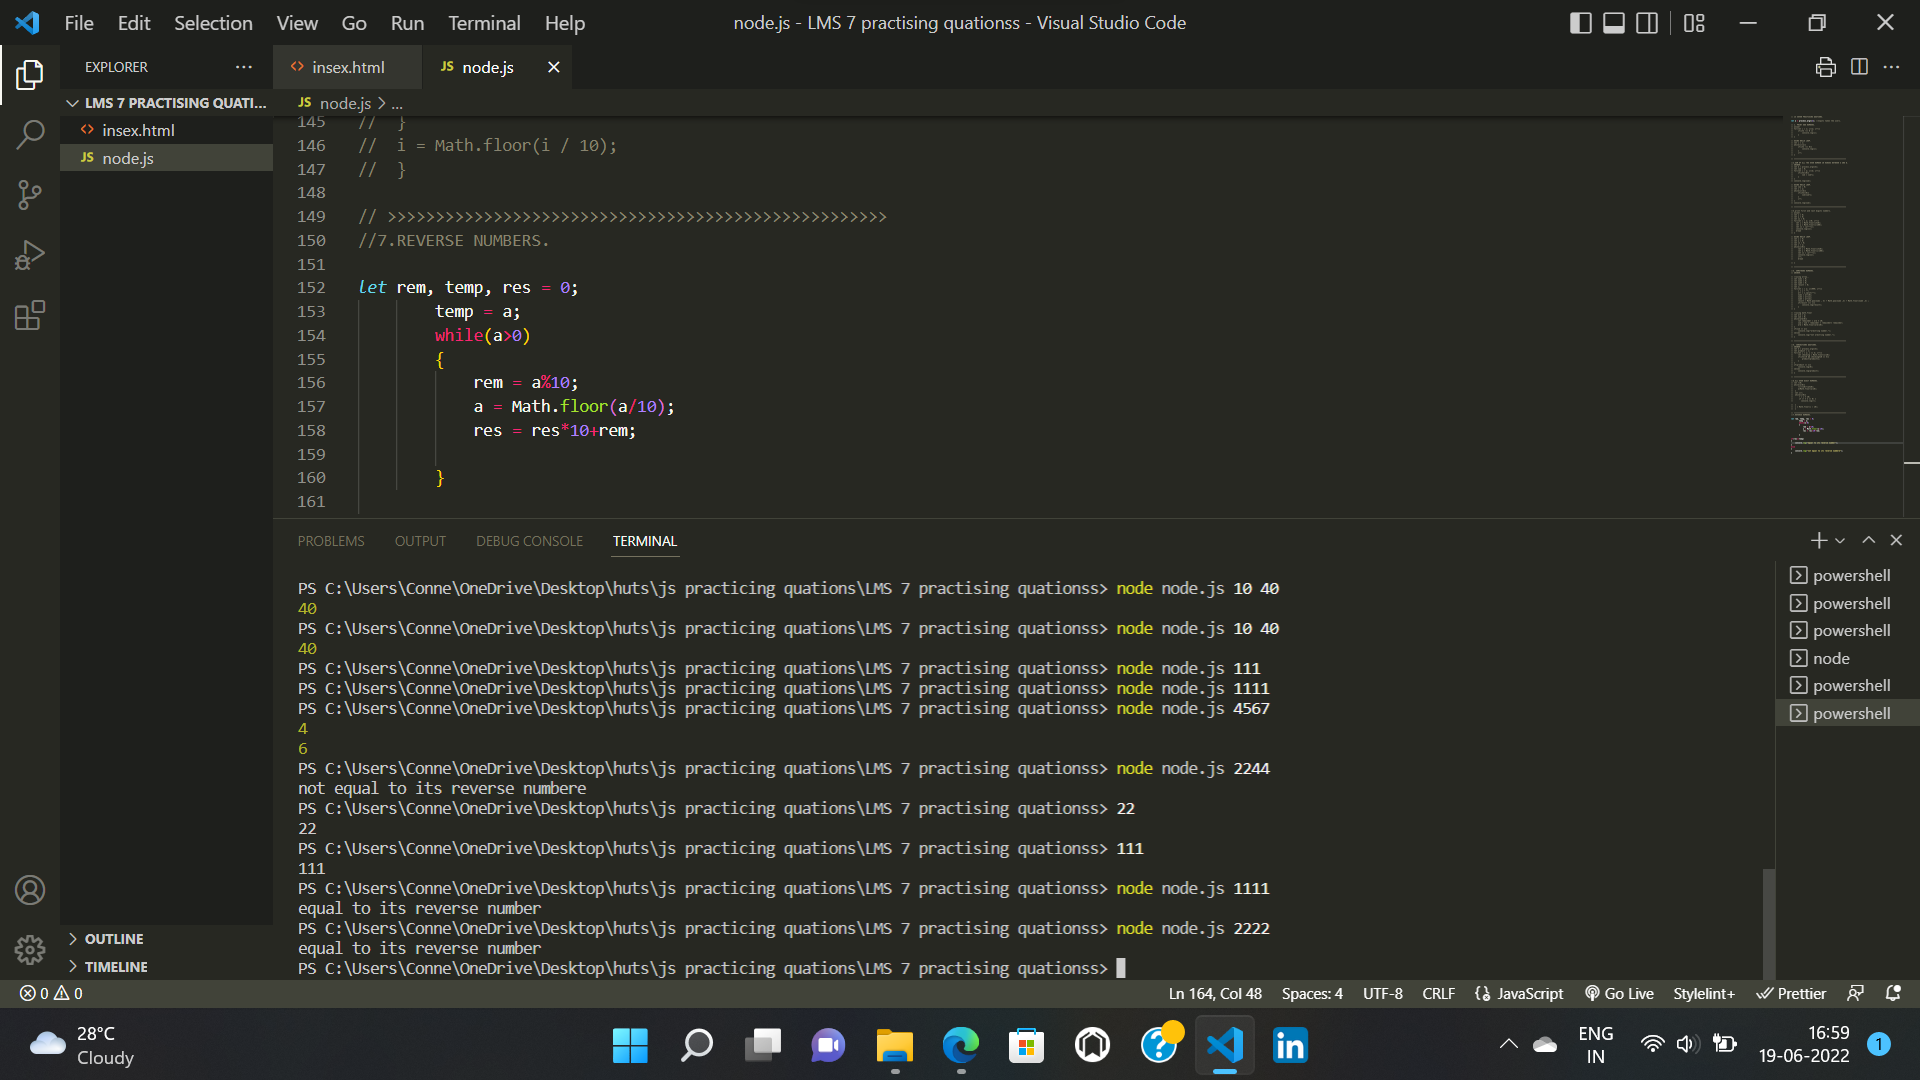 File Edit Selection View Go Run Terminal Help
node.js - LMS 7 practising quationss - Visual Studio Code
EXPLORER
insex.html
JS node.js
LMS 7 PRACTISING QUATI...
insex.html
JS node.js
JS node.js > ...
145 // }
146 // i = Math.floor(i / 10);
147 // }
148
149 // >>>>>>>>>>>>>>>>>>>>>>>>>>>>>>>>>>>>>>>>>>>>>>>>>>>>
150 //7.REVERSE NUMBERS.
151
152 let rem, temp, res = 0;
153 temp = a;
154 while(a>0)
155 {
156 rem = a%10;
157 a = Math.floor(a/10);
158 res = res*10+rem;
159
160 }
161
PROBLEMS OUTPUT DEBUG CONSOLE TERMINAL
PS C:\Users\Conne\OneDrive\Desktop\huts\js practicing quations\LMS 7 practising quationss> node node.js 10 40
40
PS C:\Users\Conne\OneDrive\Desktop\huts\js practicing quations\LMS 7 practising quationss> node node.js 10 40
40
PS C:\Users\Conne\OneDrive\Desktop\huts\js practicing quations\LMS 7 practising quationss> node node.js 111
PS C:\Users\Conne\OneDrive\Desktop\huts\js practicing quations\LMS 7 practising quationss> node node.js 1111
PS C:\Users\Conne\OneDrive\Desktop\huts\js practicing quations\LMS 7 practising quationss> node node.js 4567
4
6
PS C:\Users\Conne\OneDrive\Desktop\huts\js practicing quations\LMS 7 practising quationss> node node.js 2244
not equal to its reverse numbere
PS C:\Users\Conne\OneDrive\Desktop\huts\js practicing quations\LMS 7 practising quationss> 22
22
PS C:\Users\Conne\OneDrive\Desktop\huts\js practicing quations\LMS 7 practising quationss> 111
111
PS C:\Users\Conne\OneDrive\Desktop\huts\js practicing quations\LMS 7 practising quationss> node node.js 1111
equal to its reverse number
PS C:\Users\Conne\OneDrive\Desktop\huts\js practicing quations\LMS 7 practising quationss> node node.js 2222
equal to its reverse number
PS C:\Users\Conne\OneDrive\Desktop\huts\js practicing quations\LMS 7 practising quationss>
powershell
powershell
powershell
node
powershell
powershell
OUTLINE
TIMELINE
0 0
Ln 164, Col 48 Spaces: 4 UTF-8 CRLF JavaScript Go Live Stylelint+ Prettier
28°C
Cloudy
ENG
IN
16:59
19-06-2022
1